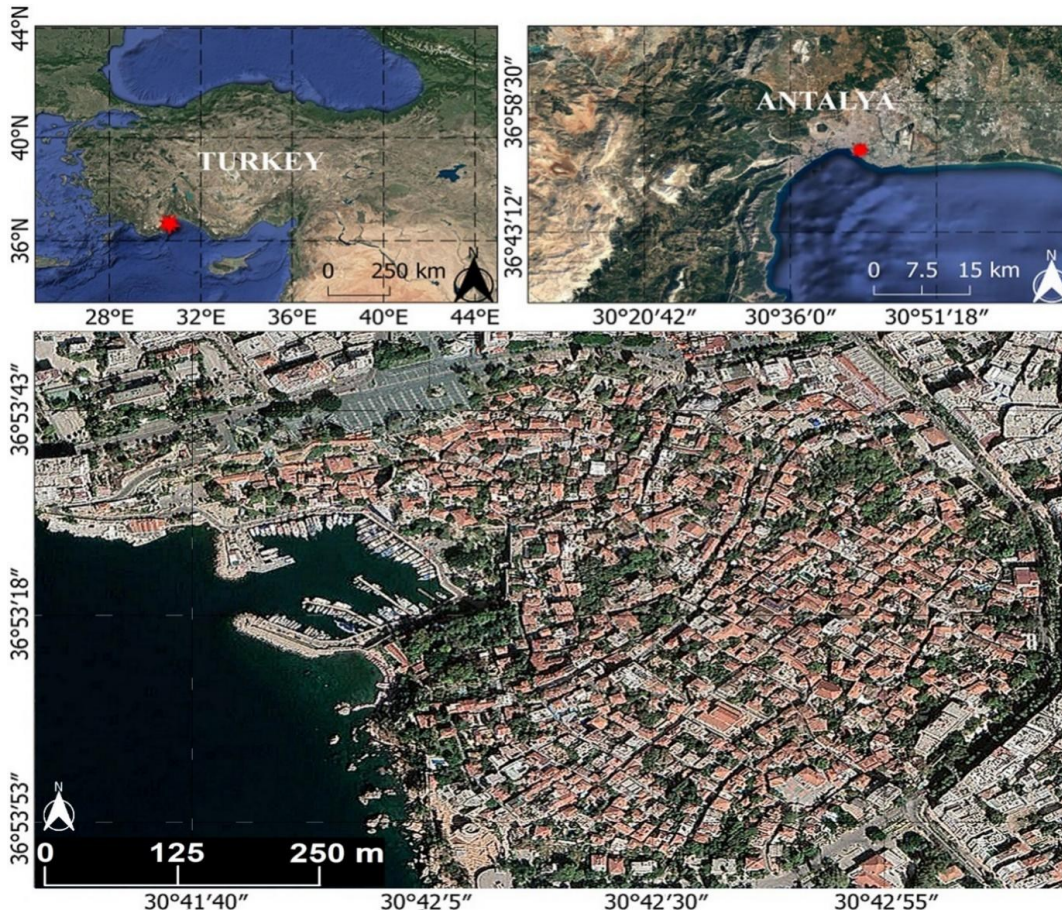 44°N
40°N
36°N
TURKEY
0 250 km
N
28°E 32°E 36°E 40°E 44°E
36°58′30″
36°43′12″
ANTALYA
0 7.5 15 km
N
30°20′42″ 30°36′0″ 30°51′18″
36°53′43″
36°53′18″
36°53′53″
N
0 125 250 m
30°41′40″ 30°42′5″ 30°42′30″ 30°42′55″